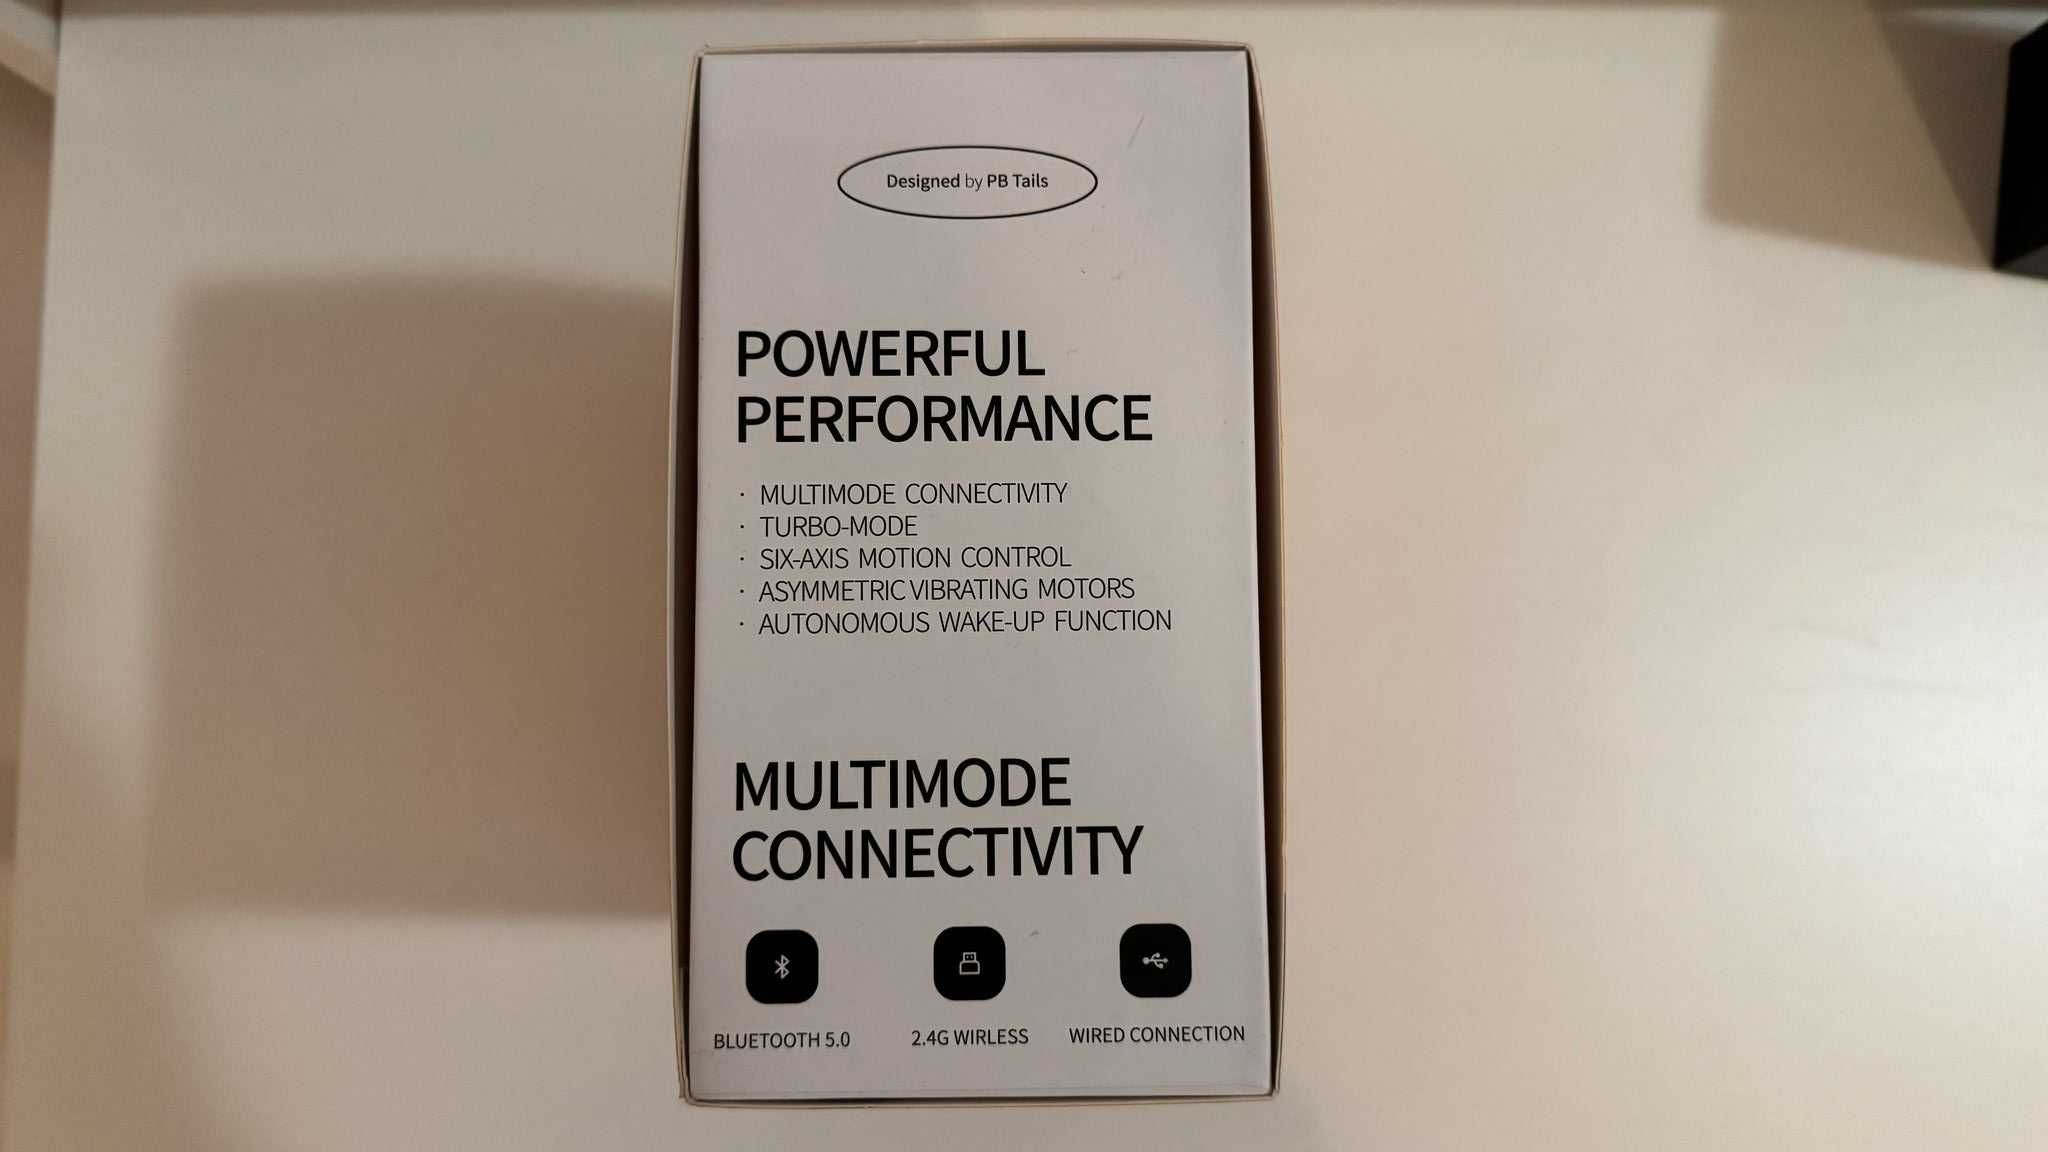 Designed by PB Tails
POWERFUL
PERFORMANCE
· MULTIMODE CONNECTIVITY
· TURBO-MODE
· SIX-AXIS MOTION CONTROL
· ASYMMETRIC VIBRATING MOTORS
· AUTONOMOUS WAKE-UP FUNCTION
MULTIMODE
CONNECTIVITY
BLUETOOTH 5.0
2.4G WIRLESS
WIRED CONNECTION